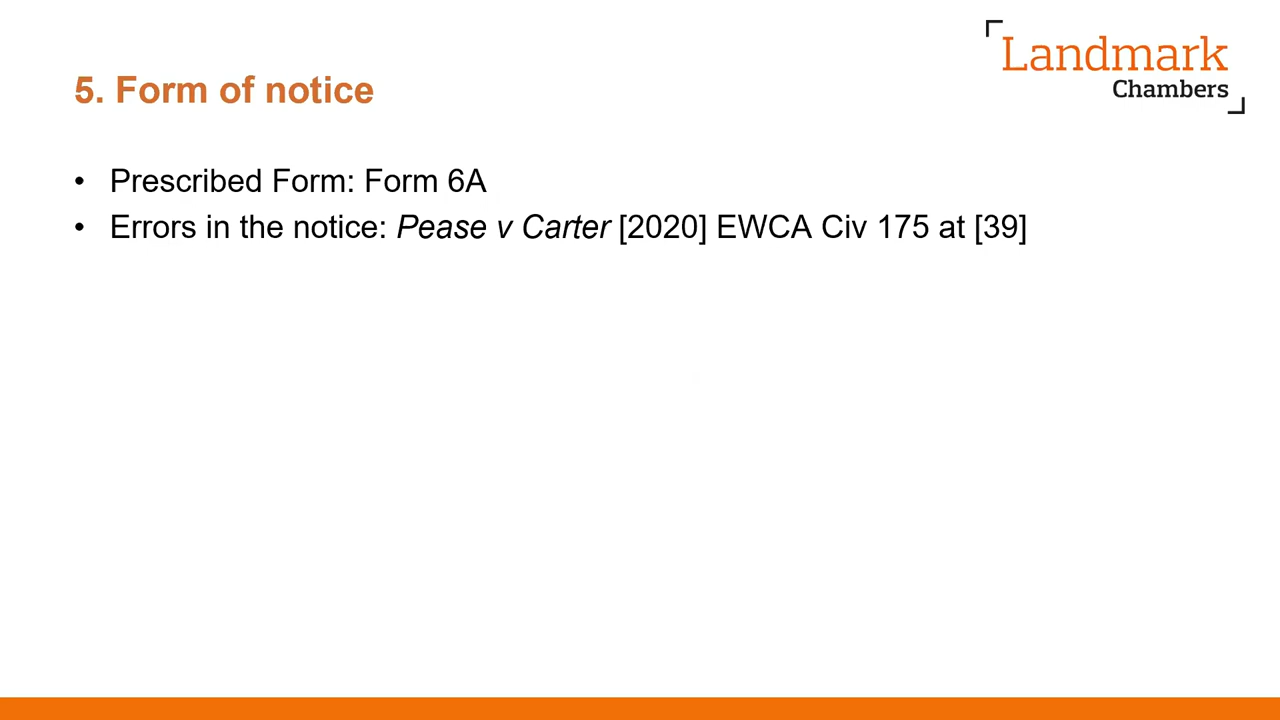 Landmark
Chambers
5. Form of notice
• Prescribed Form: Form 6A
• Errors in the notice: Pease v Carter [2020] EWCA Civ 175 at [39]